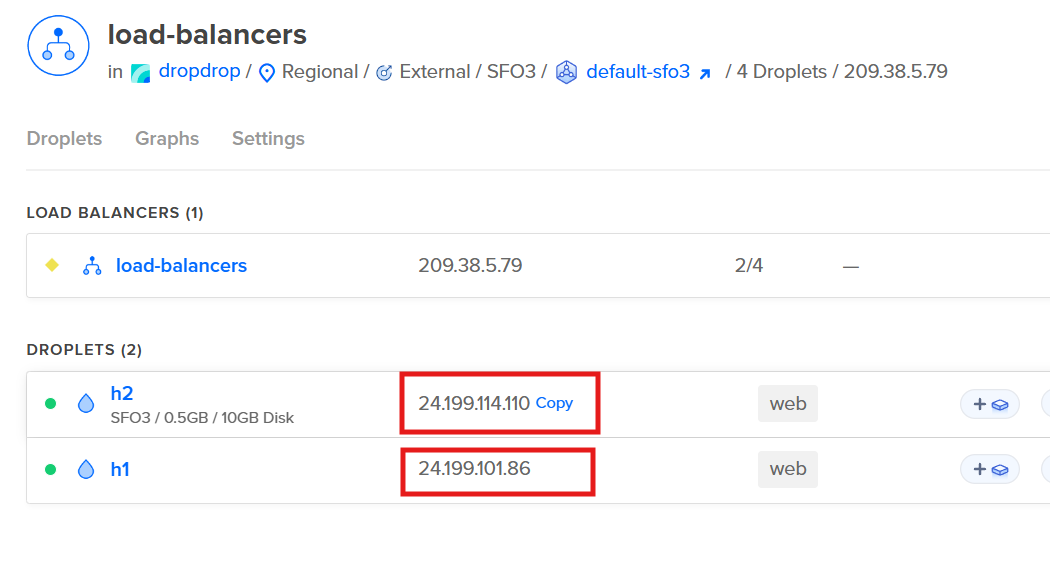 load-balancers
in dropdrop / Regional / External / SFO3 / default-sfo3 / 4 Droplets / 209.38.5.79
Droplets Graphs Settings
LOAD BALANCERS (1)
load-balancers 209.38.5.79 2/4 —
DROPLETS (2)
h2 24.199.114.110 Copy web +
SFO3 / 0.5GB / 10GB Disk
h1 24.199.101.86 web +